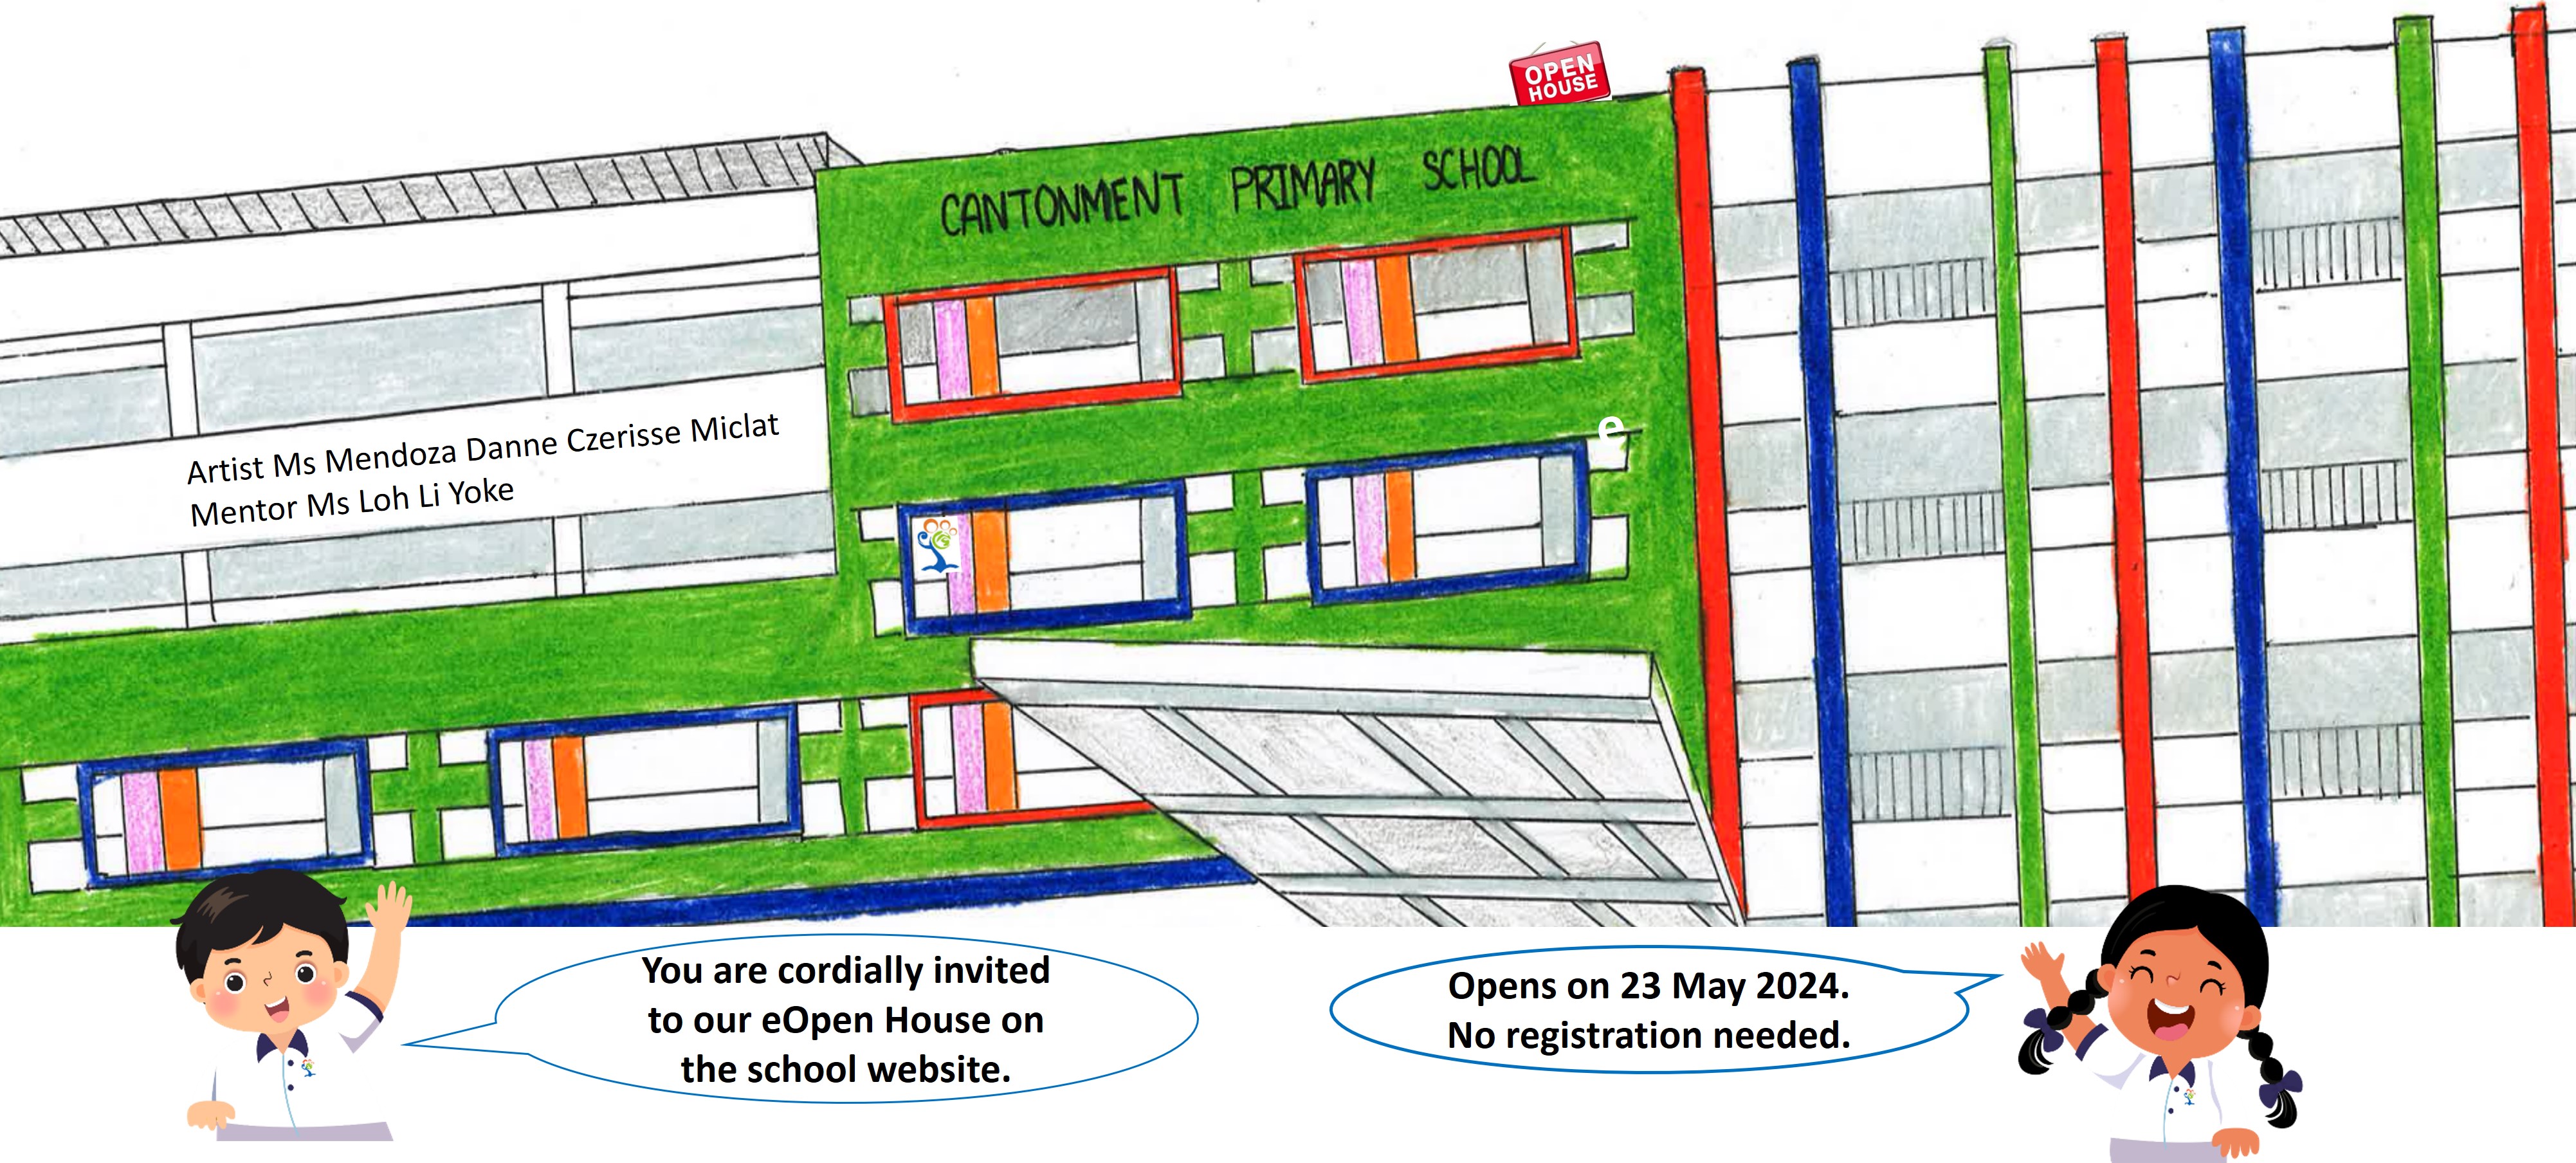 OPEN
HOUSE
CANTONMENT PRIMARY SCHOOL
e
Artist Ms Mendoza Danne Czerisse Miclat
Mentor Ms Loh Li Yoke
You are cordially invited
to our eOpen House on
the school website.
Opens on 23 May 2024.
No registration needed.